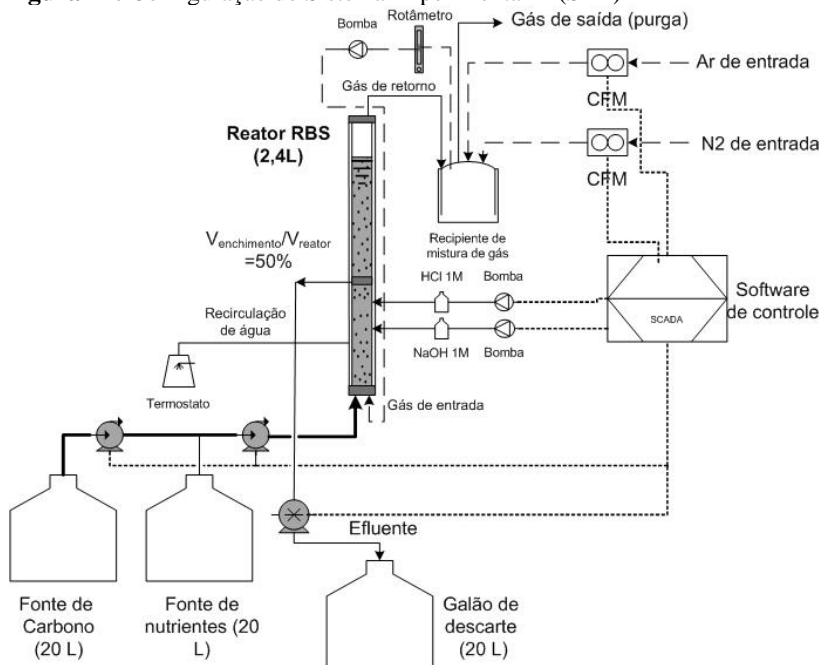 Bomba
Rotâmetro
Gás de saída (purga)
Gás de retorno
Ar de entrada
CFM
Reator RBS
(2,4L)
N2 de entrada
CFM
Recipiente de
mistura de gás
Venchimento/Vreator
=50%
HCl 1M
Bomba
Software
de controle
SCADA
Recirculação
de água
NaOH 1M
Bomba
Termostato
Gás de entrada
Efluente
Fonte de
Carbono
(20 L)
Fonte de
nutrientes (20
L)
Galão de
descarte
(20 L)